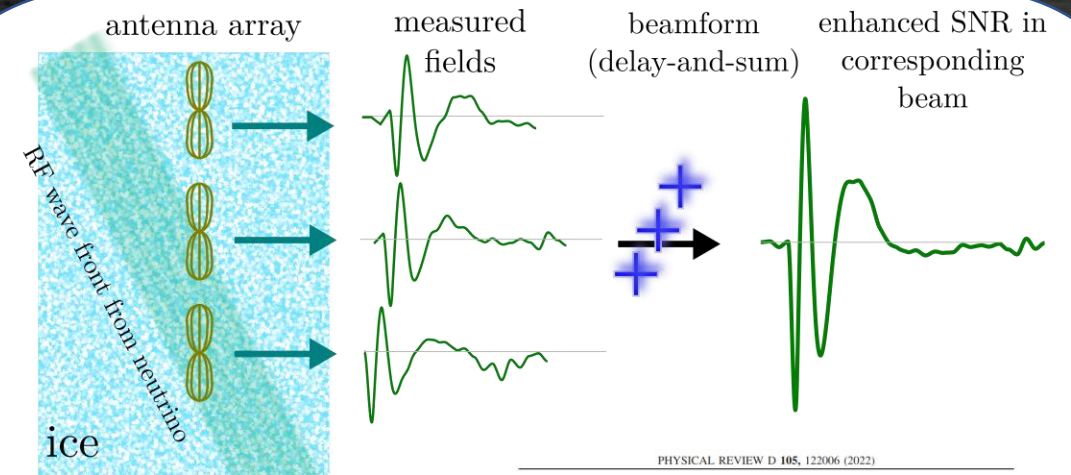 antenna array
measured
fields
beamform
(delay-and-sum)
enhanced SNR in
corresponding
beam
RF wave front from neutrino
ice
PHYSICAL REVIEW D 105, 122006 (2022)